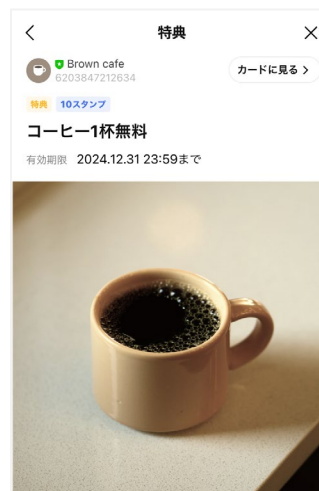 特典
Brown cafe
6203847212634
カードに見る
特典 10スタンプ
コーヒー1杯無料
有効期限 2024.12.31 23:59まで